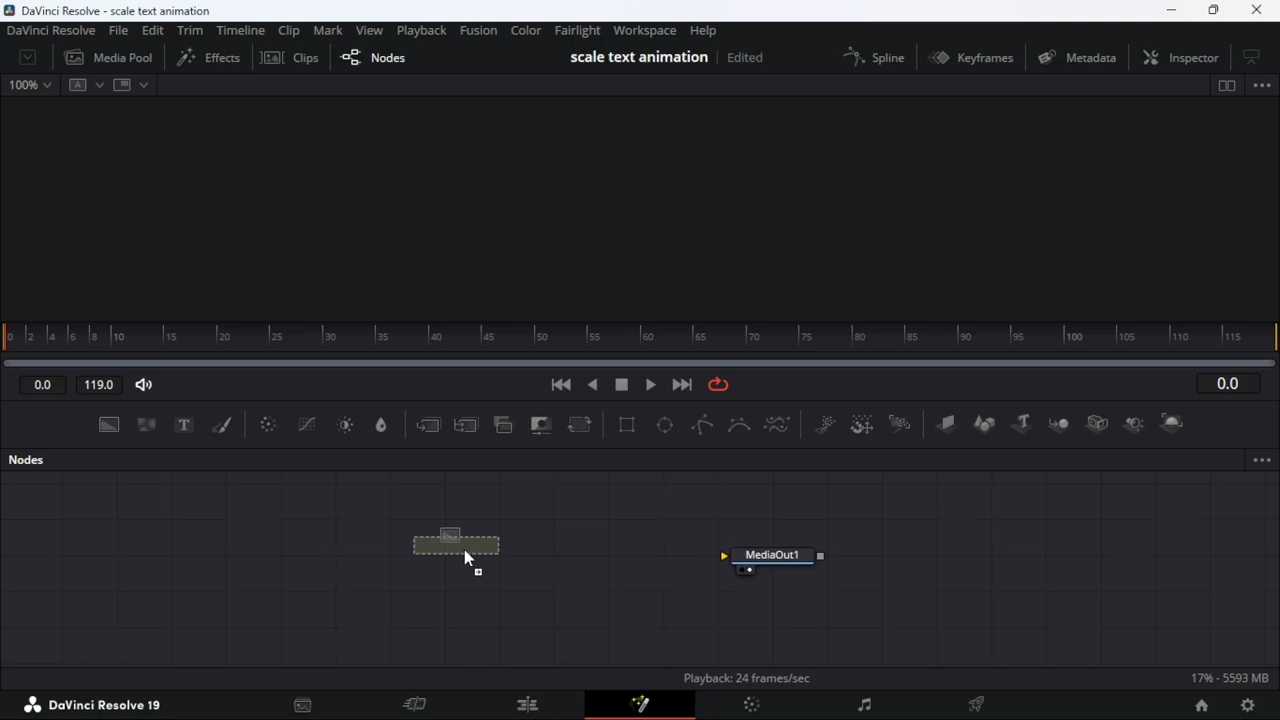 DaVinci Resolve - scale text animation
DaVinci Resolve File Edit Trim Timeline Clip Mark View Playback Fusion Color Fairlight Workspace Help
Media Pool Effects Clips Nodes scale text animation Edited Spline Keyframes Metadata Inspector
100% A
0 2 4 6 8 10 15 20 25 30 35 40 45 50 55 60 65 70 75 80 85 90 95 100 105 110 115
0.0 119.0 0.0
T T
Nodes
MediaOut1
Playback: 24 frames/sec 17% - 5593 MB
DaVinci Resolve 19